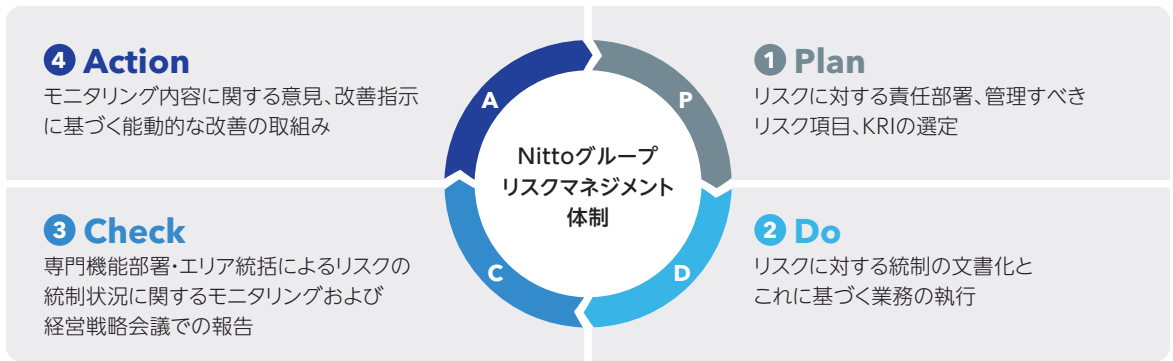 4 Action
モニタリング内容に関する意見、改善指示
に基づく能動的な改善の取組み
1 Plan
リスクに対する責任部署、管理すべき
リスク項目、KRIの選定
A
P
Nittoグループ
リスクマネジメント
体制
3 Check
専門機能部署・エリア統括によるリスクの
統制状況に関するモニタリングおよび
経営戦略会議での報告
2 Do
リスクに対する統制の文書化と
これに基づく業務の執行
C
D